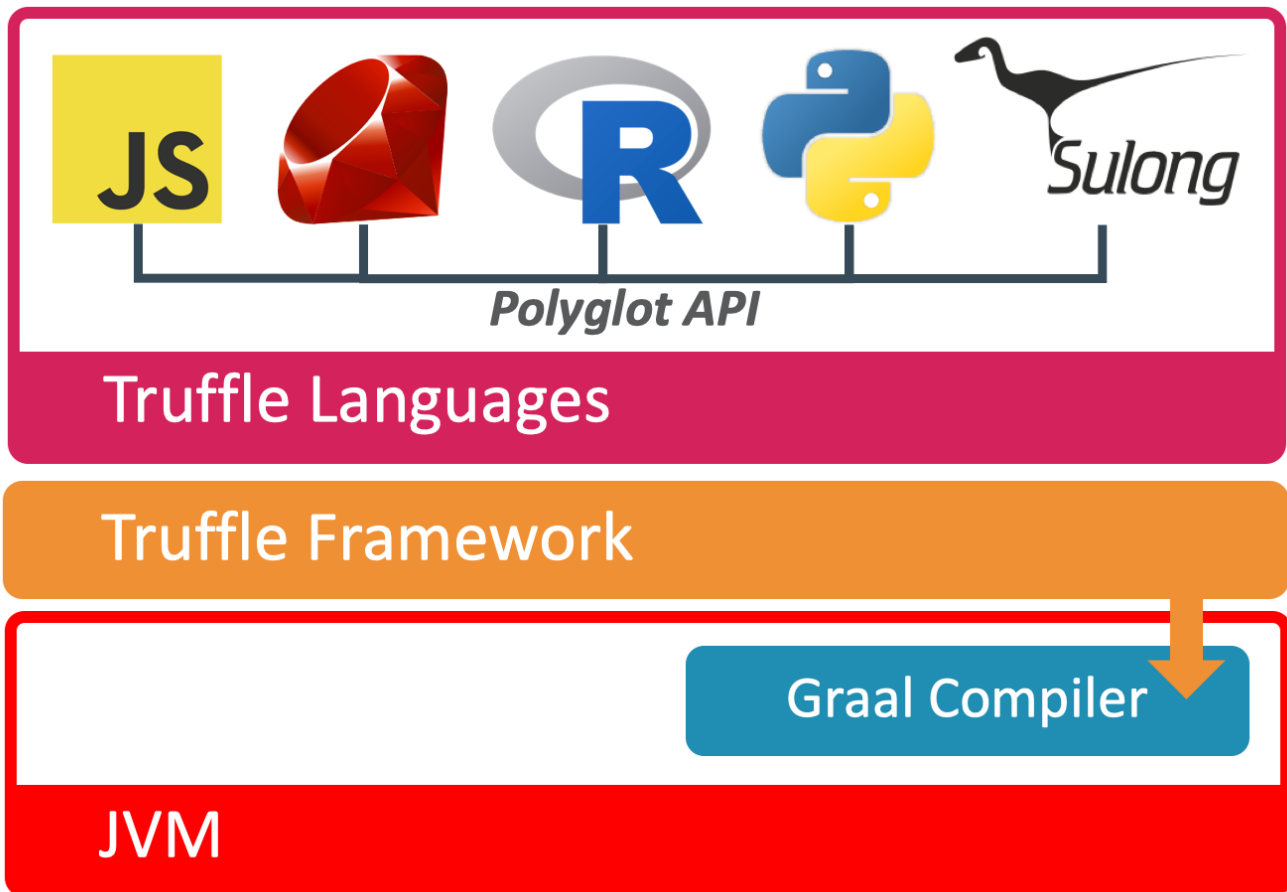 JS
R
Sulong
Polyglot API
Truffle Languages
Truffle Framework
Graal Compiler
JVM